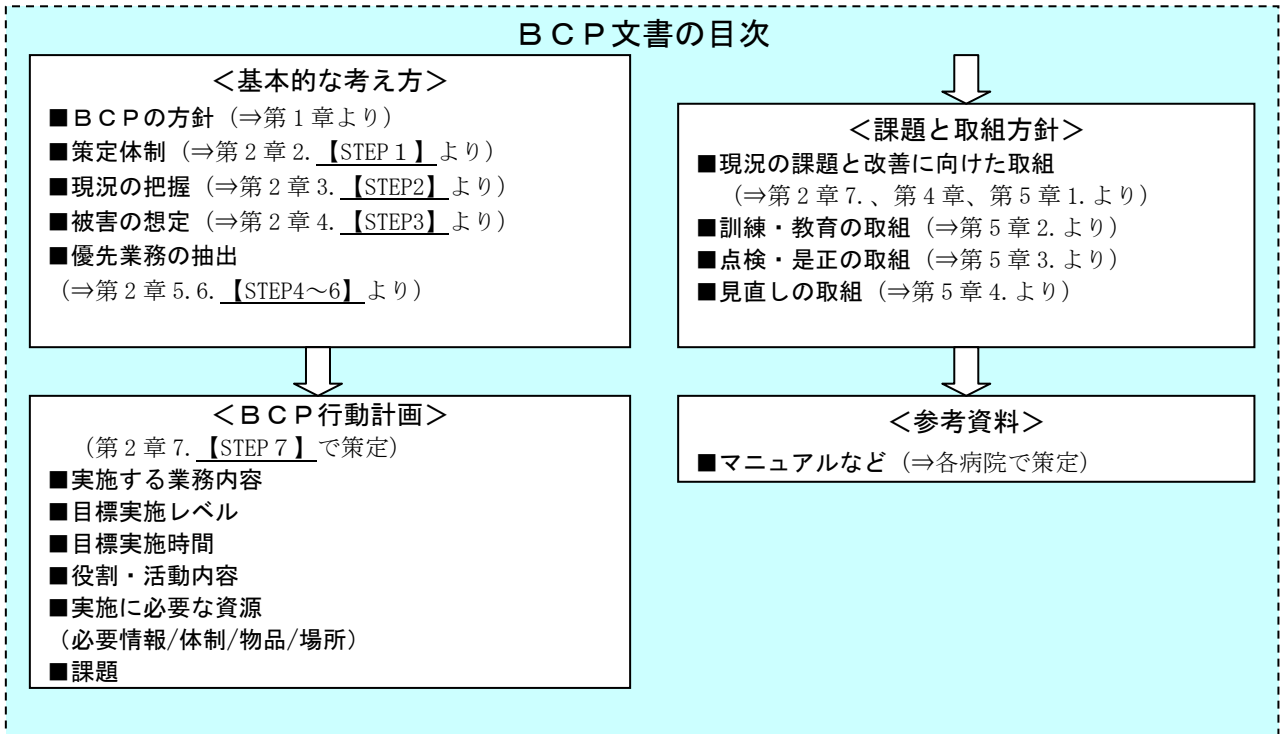 ＢＣＰ文書の目次
＜基本的な考え方＞
■ＢＣＰの方針（⇒第１章より）
■策定体制（⇒第２章 2.【STEP１】より）
■現況の把握（⇒第２章 3.【STEP2】より）
■被害の想定（⇒第２章 4.【STEP3】より）
■優先業務の抽出
（⇒第２章 5.6.【STEP4～6】より）
＜ＢＣＰ行動計画＞
（第２章 7.【STEP７】で策定）
■実施する業務内容
■目標実施レベル
■目標実施時間
■役割・活動内容
■実施に必要な資源
（必要情報/体制/物品/場所）
■課題
＜課題と取組方針＞
■現況の課題と改善に向けた取組
（⇒第２章 7.、第４章、第５章 1.より）
■訓練・教育の取組（⇒第５章 2.より）
■点検・是正の取組（⇒第５章 3.より）
■見直しの取組（⇒第５章 4.より）
＜参考資料＞
■マニュアルなど（⇒各病院で策定）